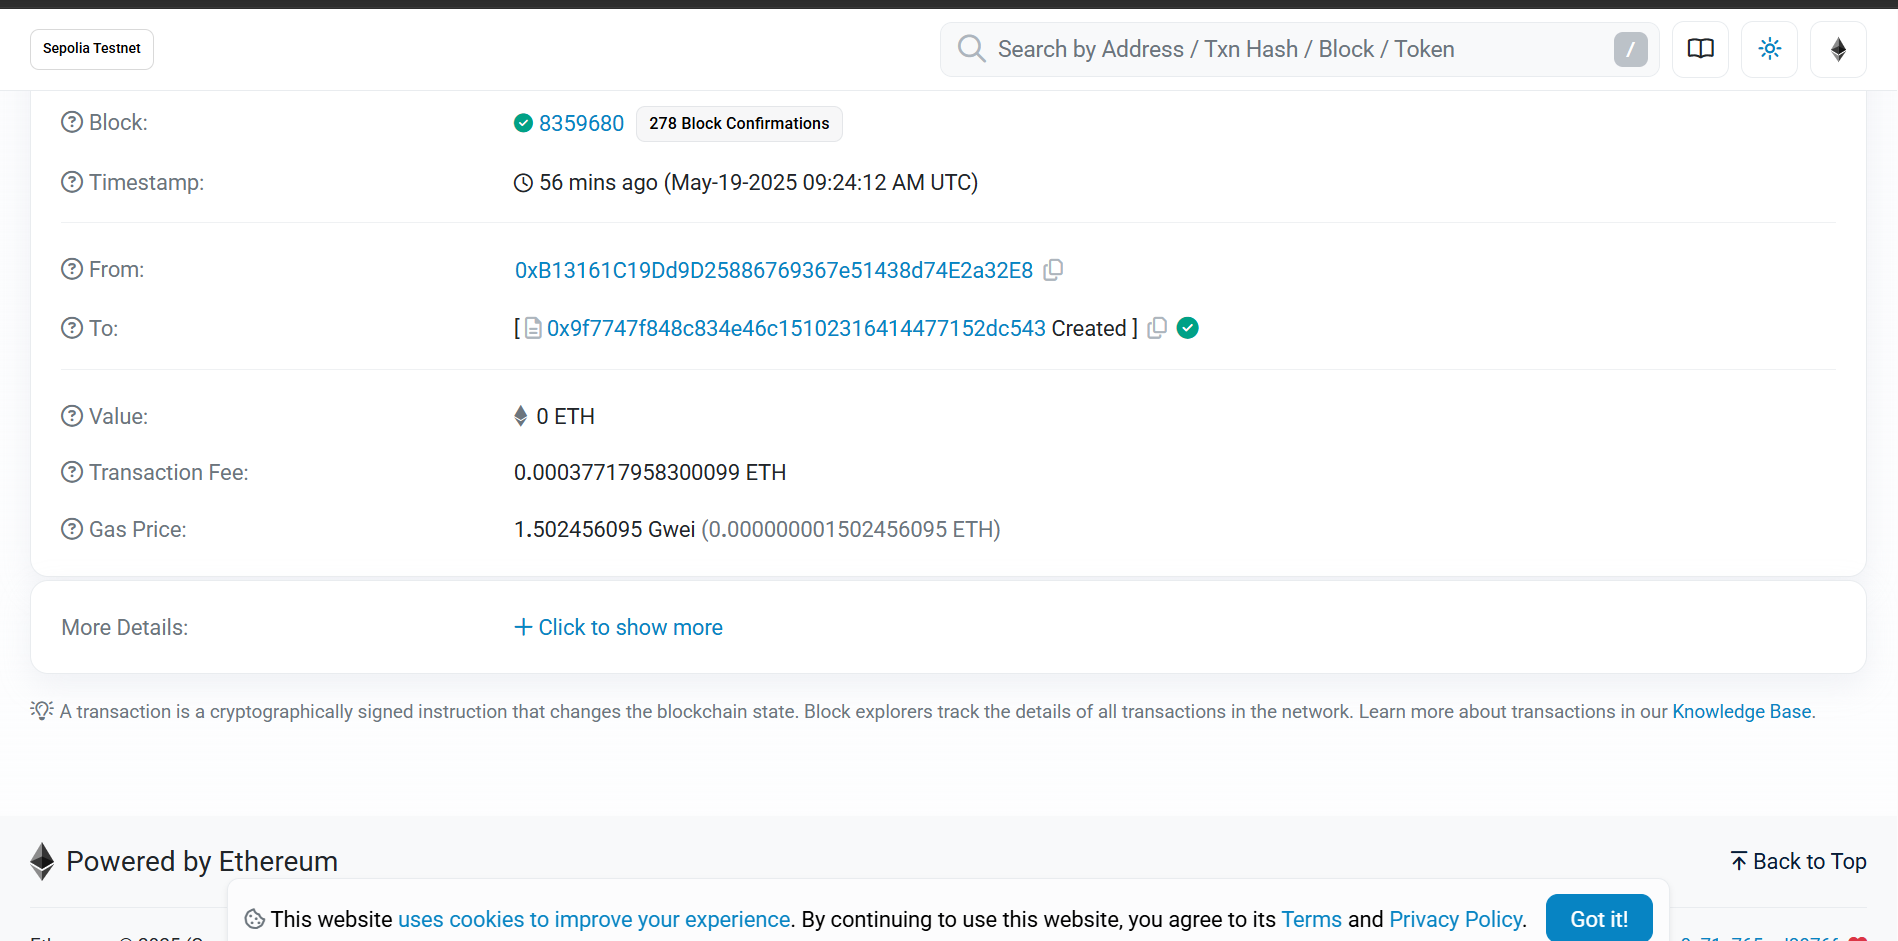 Sepolia Testnet
Search by Address / Txn Hash / Block / Token
/
Block:
8359680
278 Block Confirmations
Timestamp:
56 mins ago (May-19-2025 09:24:12 AM UTC)
From:
0xB13161C19Dd9D25886769367e51438d74E2a32E8
To:
[ 0x9f7747f848c834e46c15102316414477152dc543 Created ]
Value:
0 ETH
Transaction Fee:
0.00037717958300099 ETH
Gas Price:
1.502456095 Gwei (0.000000001502456095 ETH)
More Details:
Click to show more
A transaction is a cryptographically signed instruction that changes the blockchain state. Block explorers track the details of all transactions in the network. Learn more about transactions in our Knowledge Base.
Powered by Ethereum
Back to Top
This website uses cookies to improve your experience. By continuing to use this website, you agree to its Terms and Privacy Policy.
Got it!